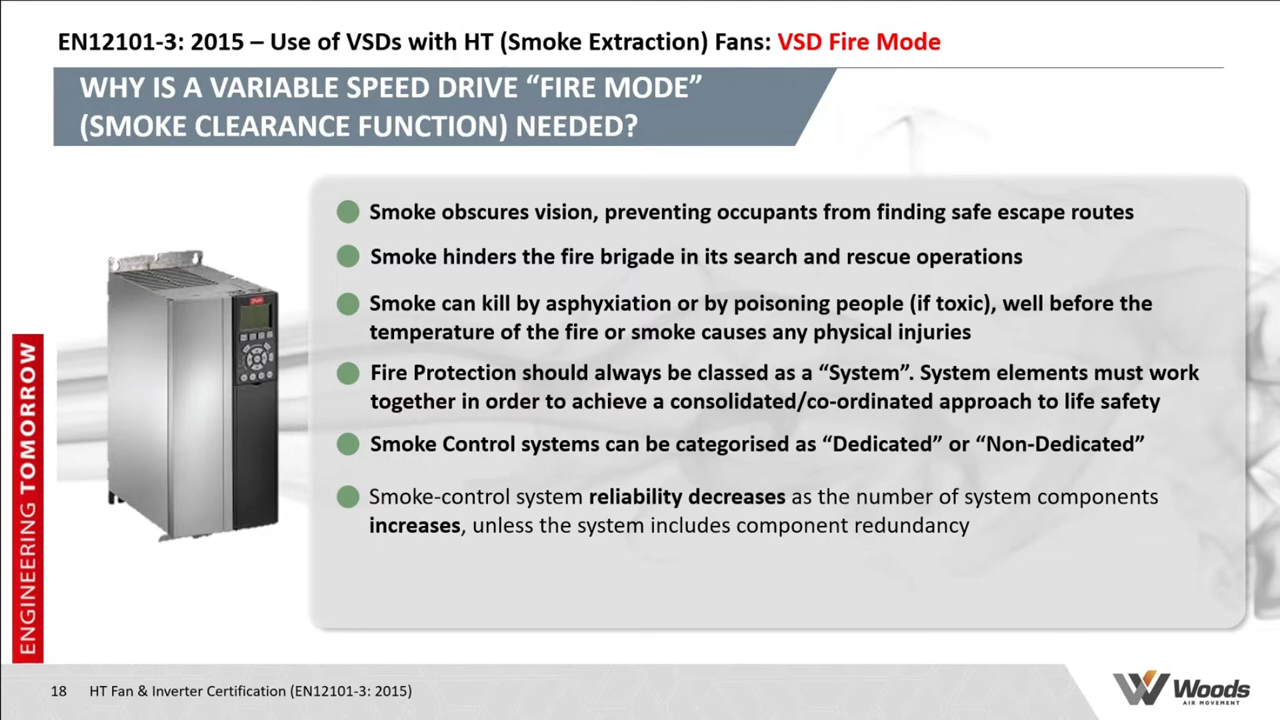 EN12101-3: 2015 – Use of VSDs with HT (Smoke Extraction) Fans: VSD Fire Mode
WHY IS A VARIABLE SPEED DRIVE “FIRE MODE”
(SMOKE CLEARANCE FUNCTION) NEEDED?
Smoke obscures vision, preventing occupants from finding safe escape routes
Smoke hinders the fire brigade in its search and rescue operations
Smoke can kill by asphyxiation or by poisoning people (if toxic), well before the
temperature of the fire or smoke causes any physical injuries
Fire Protection should always be classed as a “System”. System elements must work
together in order to achieve a consolidated/co-ordinated approach to life safety
Smoke Control systems can be categorised as “Dedicated” or “Non-Dedicated”
Smoke-control system reliability decreases as the number of system components
increases, unless the system includes component redundancy
ENGINEERING TOMORROW
Danfoss
18 HT Fan & Inverter Certification (EN12101-3: 2015)
Woods
AIR MOVEMENT